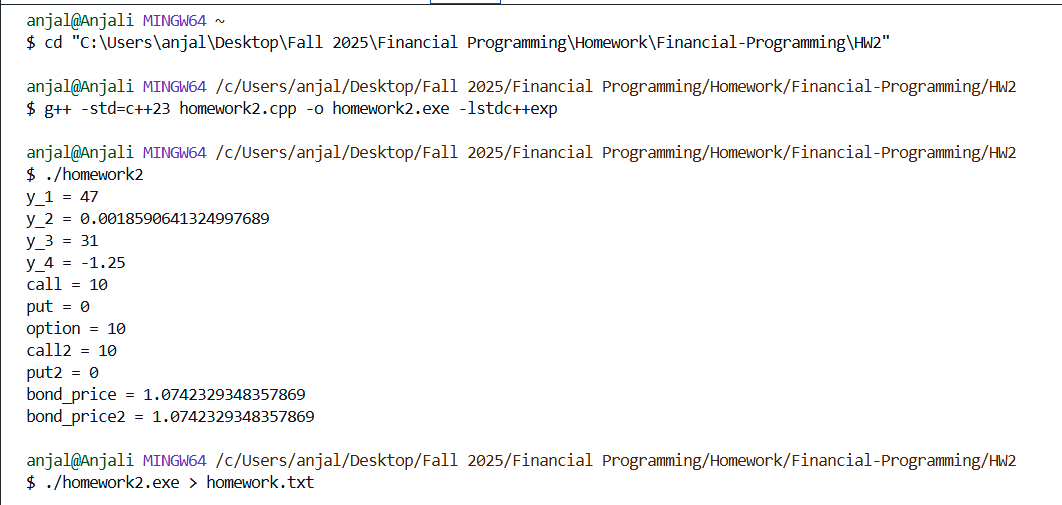 anjal@Anjali MINGW64 ~
$ cd "C:\Users\anjal\Desktop\Fall 2025\Financial Programming\Homework\Financial-Programming\HW2"
anjal@Anjali MINGW64 /c/Users/anjal/Desktop/Fall 2025/Financial Programming/Homework/Financial-Programming/HW2
$ g++ -std=c++23 homework2.cpp -o homework2.exe -lstdc++exp
anjal@Anjali MINGW64 /c/Users/anjal/Desktop/Fall 2025/Financial Programming/Homework/Financial-Programming/HW2
$ ./homework2
y_1 = 47
y_2 = 0.0018590641324997689
y_3 = 31
y_4 = -1.25
call = 10
put = 0
option = 10
call2 = 10
put2 = 0
bond_price = 1.0742329348357869
bond_price2 = 1.0742329348357869
anjal@Anjali MINGW64 /c/Users/anjal/Desktop/Fall 2025/Financial Programming/Homework/Financial-Programming/HW2
$ ./homework2.exe > homework.txt